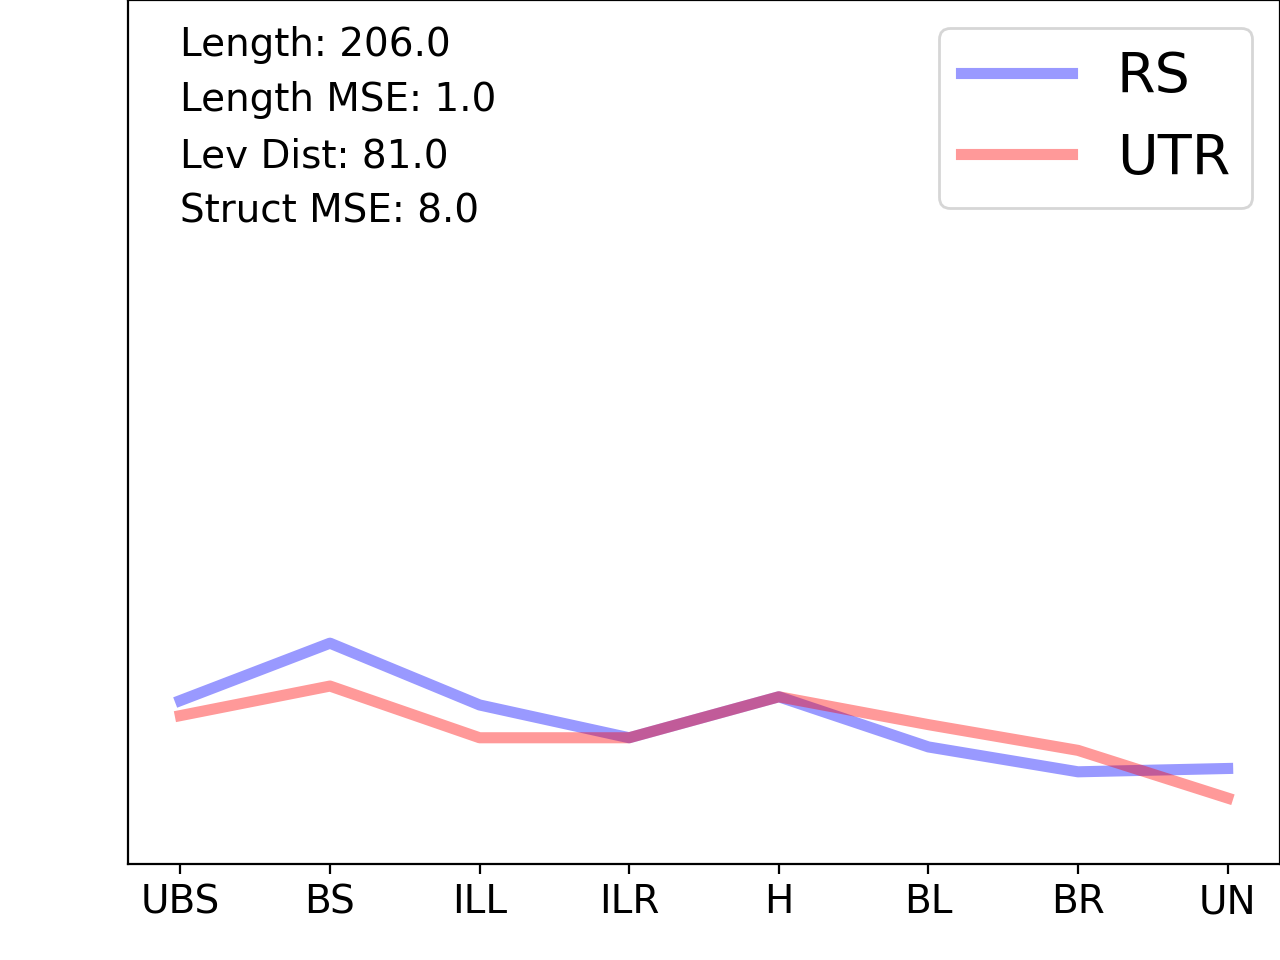 Length: 206.0
Length MSE: 1.0
Lev Dist: 81.0
Struct MSE: 8.0
RS
UTR
UBS BS ILL ILR H BL BR UN